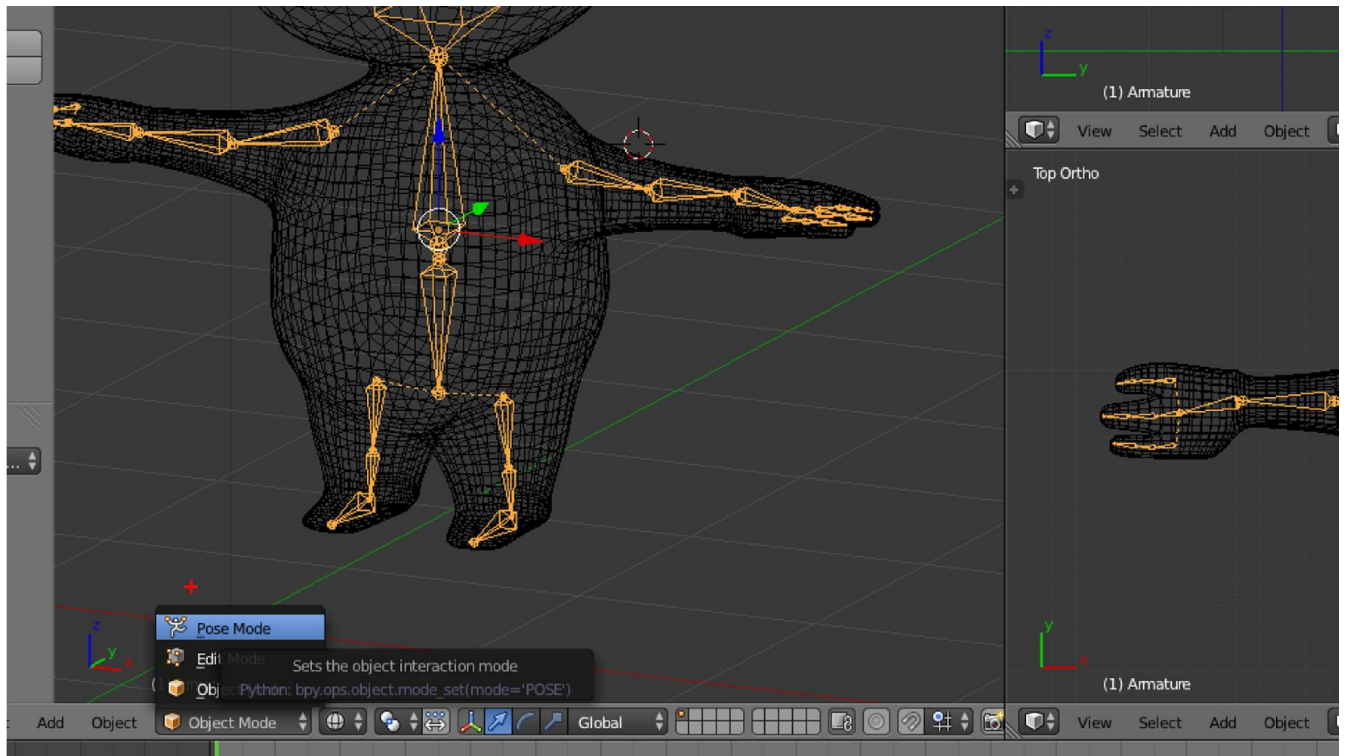 z
y
(1) Armature
View Select Add Object
Top Ortho
Pose Mode
Edit Mode
Sets the object interaction mode
Python: bpy.ops.object.mode_set(mode='POSE')
z
y
x
y
x
(1) Armature
Add Object Object Mode Global
View Select Add Object